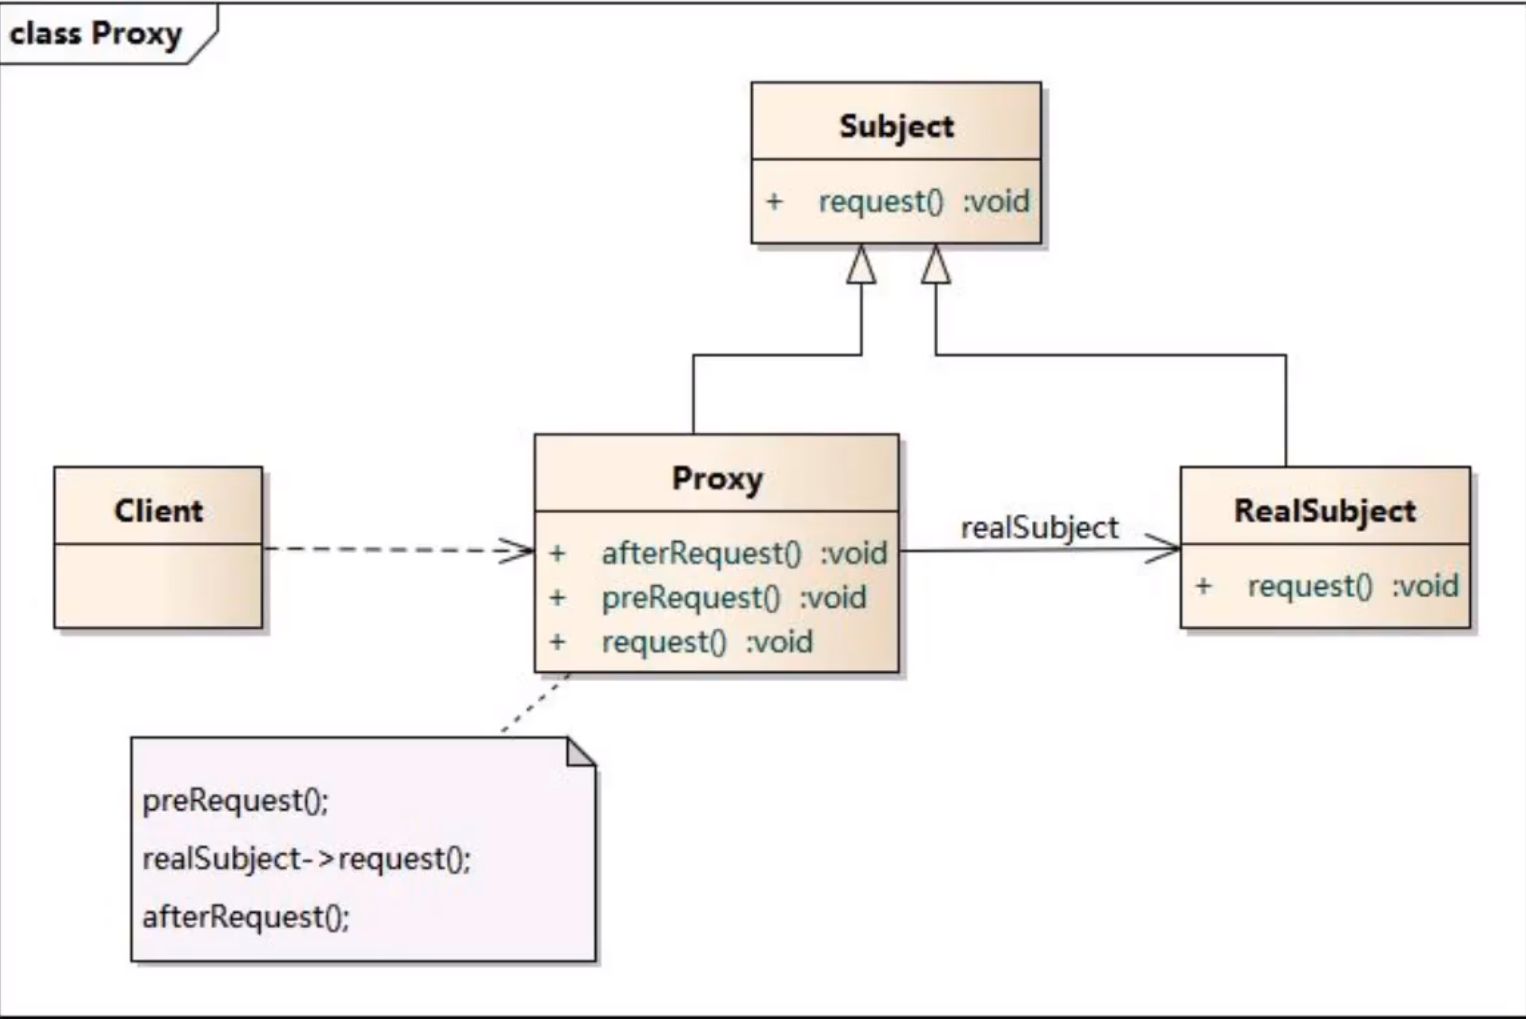 class Proxy
Subject
+ request() :void
Client
Proxy
+ afterRequest() :void
+ preRequest() :void
+ request() :void
realSubject
RealSubject
+ request() :void
preRequest();
realSubject->request();
afterRequest();